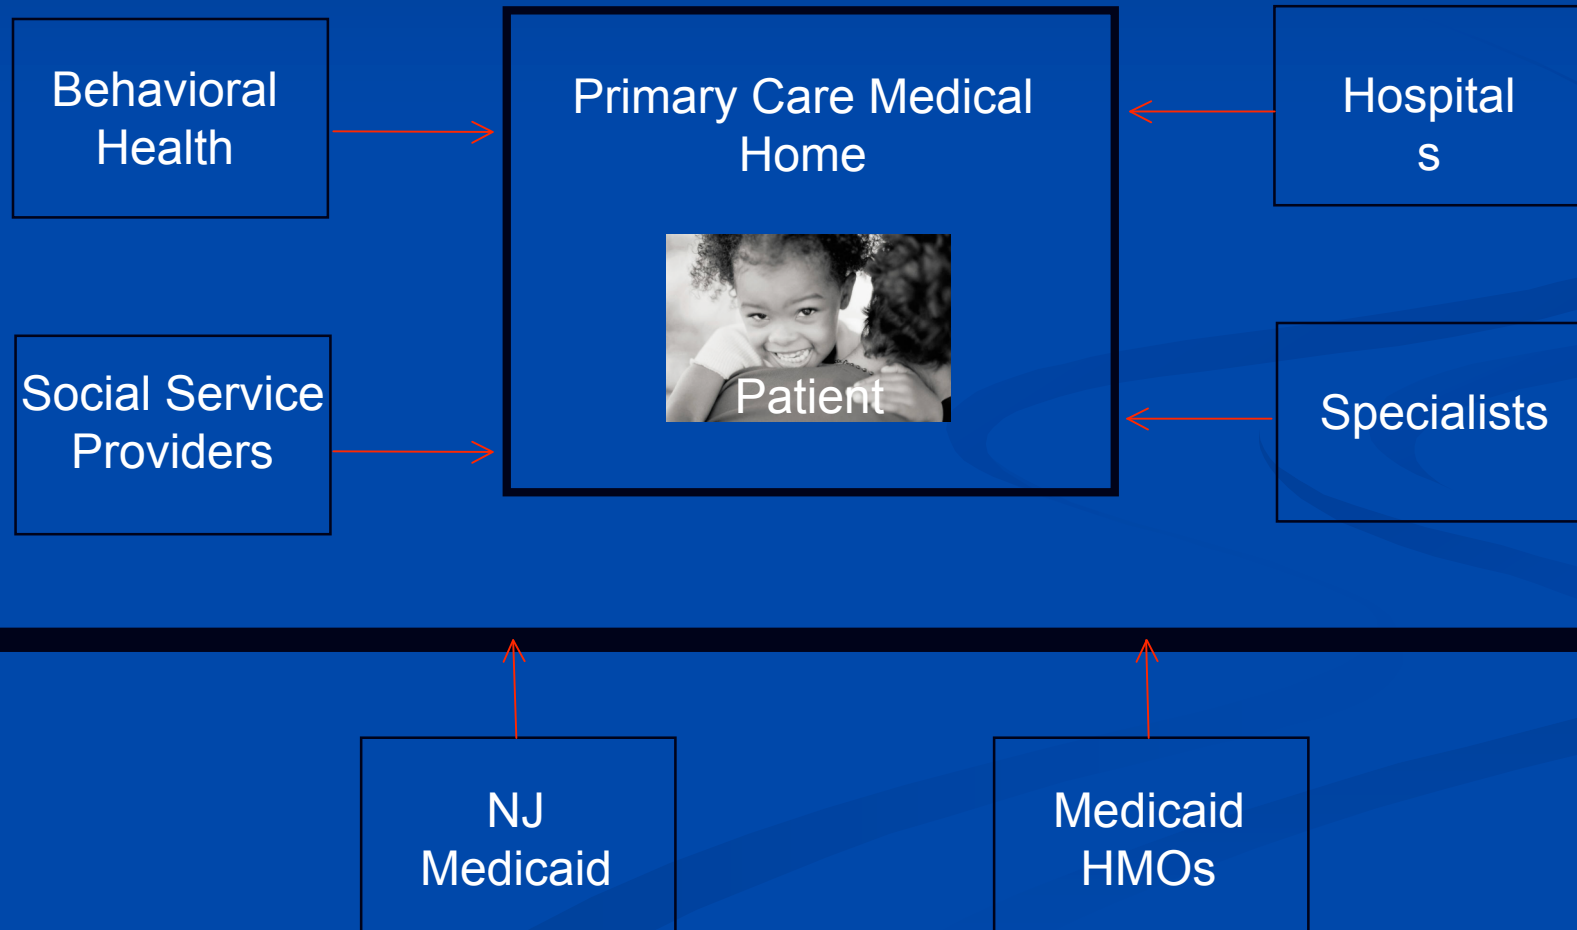 Behavioral
Health
Primary Care Medical
Home
Hospital
s
Patient
Social Service
Providers
Specialists
NJ
Medicaid
Medicaid
HMOs